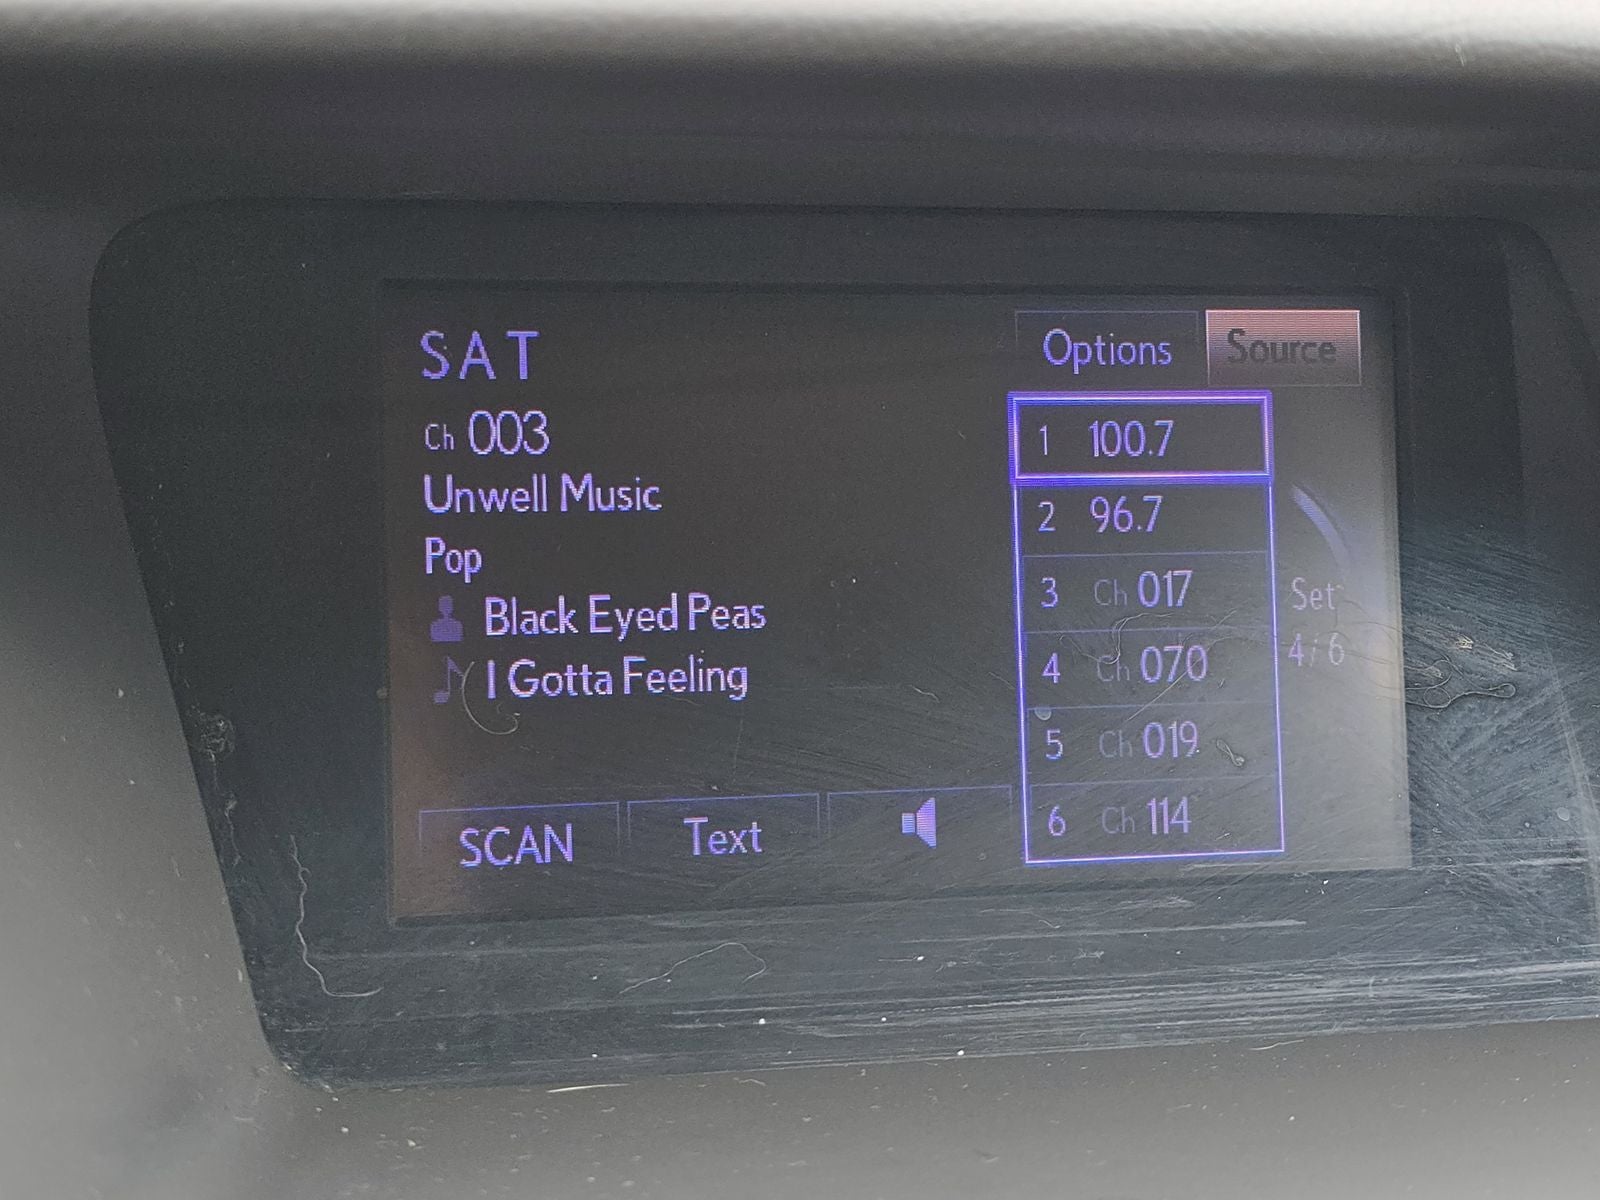 SAT
Options
Source
Ch 003
Unwell Music
Pop
Black Eyed Peas
I Gotta Feeling
1 100.7
2 96.7
3 Ch 017
4 Ch 070
5 Ch 019
6 Ch 114
Set
4/6
SCAN
Text